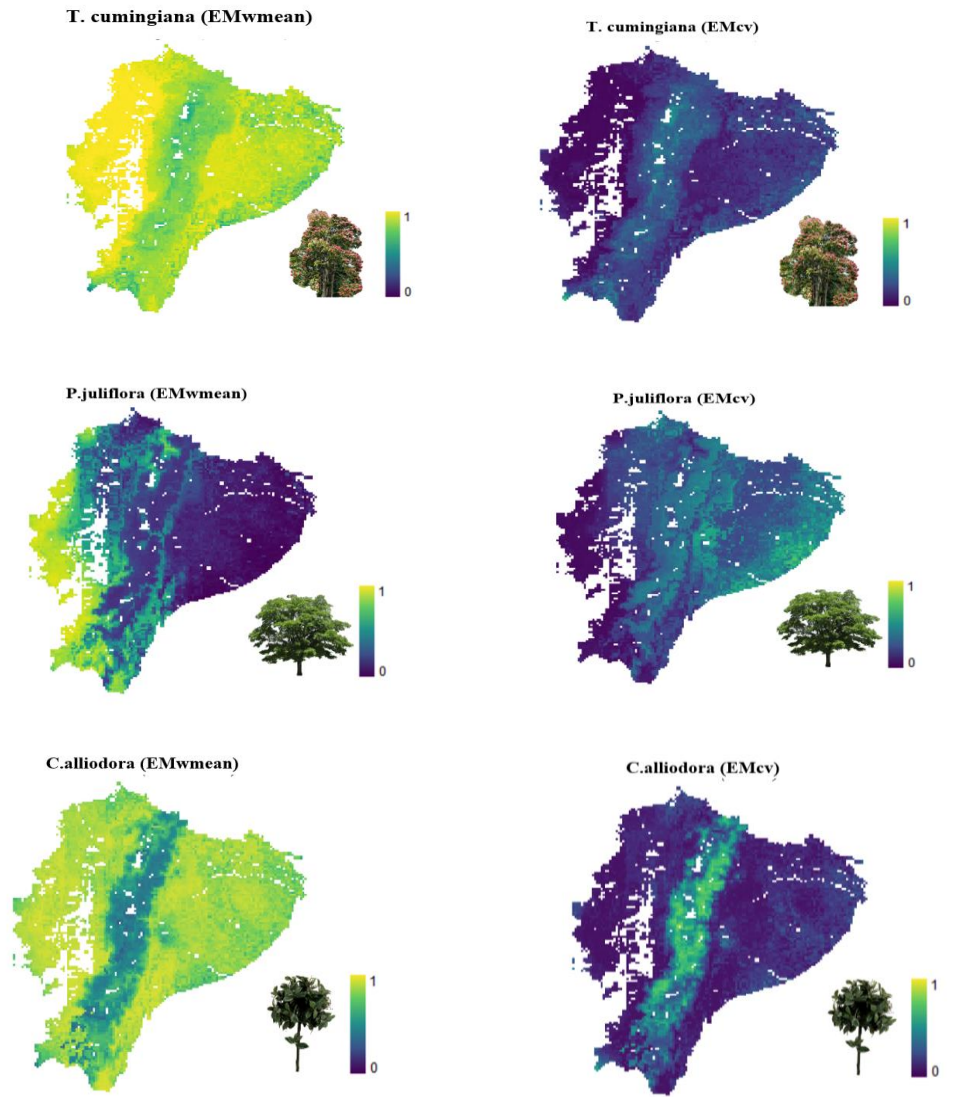 T. cumingiana (EMwmean)
T. cumingiana (EMcv)
1
0
1
0
P.juliflora (EMwmean)
P.juliflora (EMcv)
1
0
1
0
C.alliodora (EMwmean)
C.alliodora (EMcv)
1
0
1
0